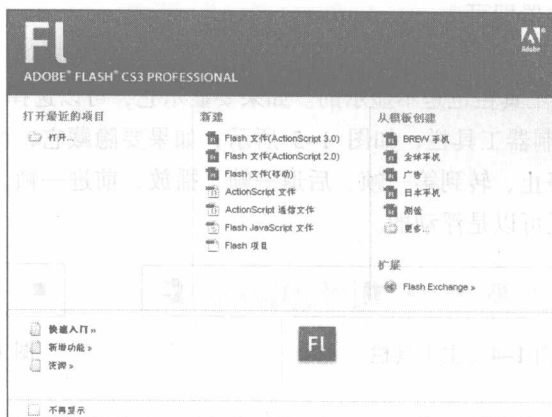 Fl
Adobe
ADOBE® FLASH® CS3 PROFESSIONAL
打开最近的项目
打开...
新建
Flash 文件(ActionScript 3.0)
Flash 文件(ActionScript 2.0)
Flash 文件(移动)
ActionScript 文件
ActionScript 通信文件
Flash JavaScript 文件
Flash 项目
从模板创建
BREW 手机
全球手机
广告
日本手机
测验
更多...
扩展
Flash Exchange »
快速入门 »
新增功能 »
资源 »
Fl
不再显示